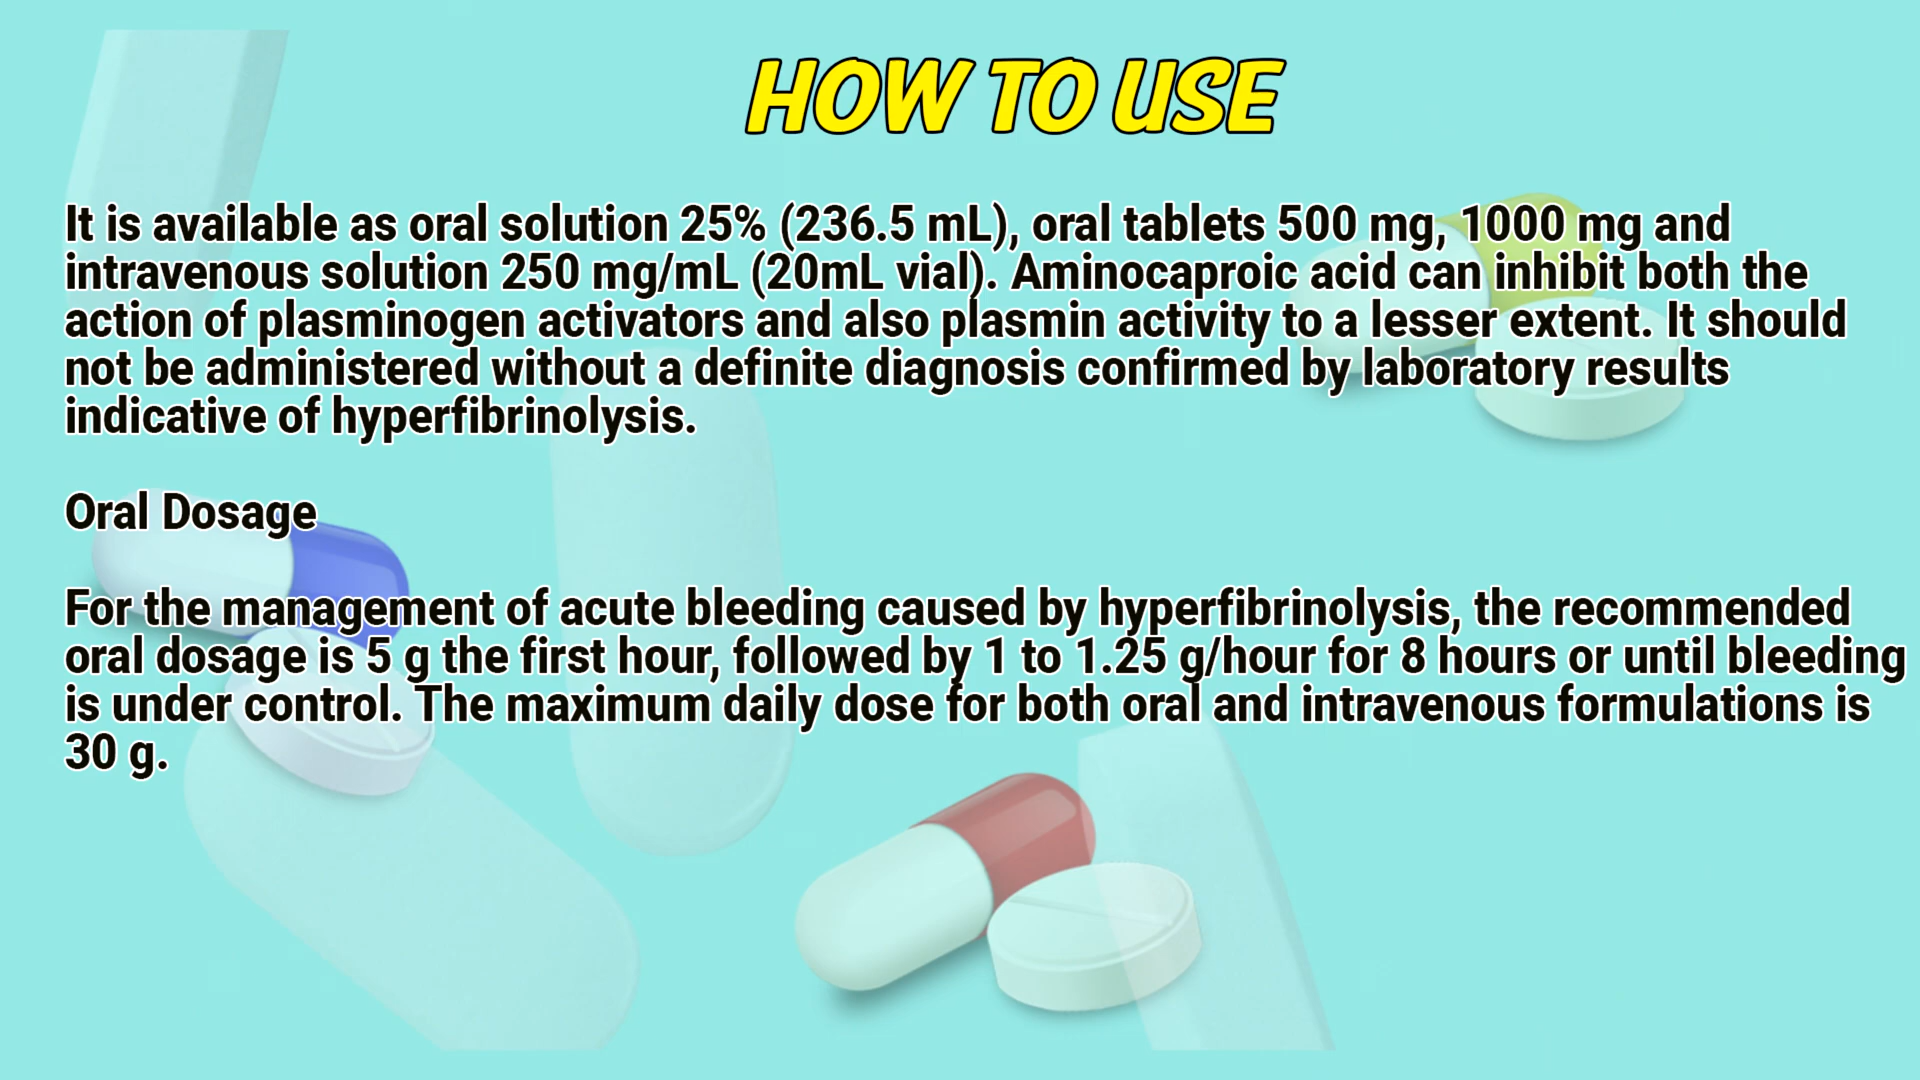 HOW TO USE
It is available as oral solution 25% (236.5 mL), oral tablets 500 mg, 1000 mg and
intravenous solution 250 mg/mL (20mL vial). Aminocaproic acid can inhibit both the
action of plasminogen activators and also plasmin activity to a lesser extent. It should
not be administered without a definite diagnosis confirmed by laboratory results
indicative of hyperfibrinolysis.
Oral Dosage
For the management of acute bleeding caused by hyperfibrinolysis, the recommended
oral dosage is 5 g the first hour, followed by 1 to 1.25 g/hour for 8 hours or until bleeding
is under control. The maximum daily dose for both oral and intravenous formulations is
30 g.